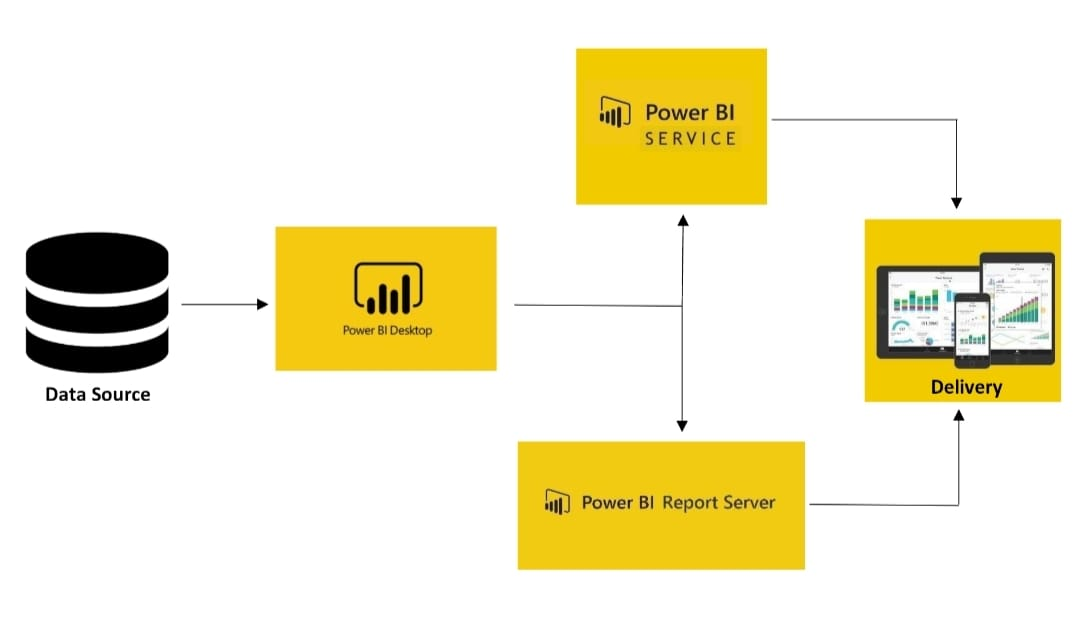 Power BI
SERVICE
Power BI Desktop
Data Source
Delivery
Power BI Report Server